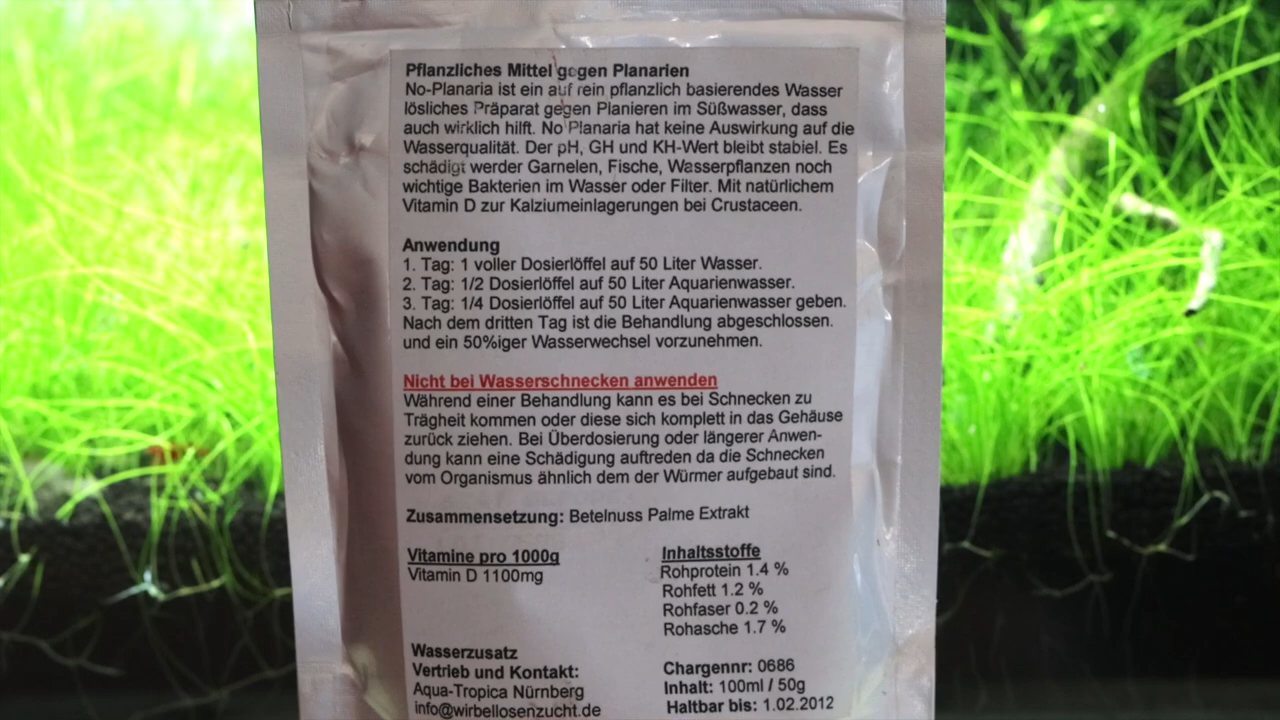 Pflanzliches Mittel gegen Planarien
No-Planaria ist ein auf rein pflanzlich basierendes Wasser
lösliches Präparat gegen Planieren im Süßwasser, dass
auch wirklich hilft. No Planaria hat keine Auswirkung auf die
Wasserqualität. Der pH, GH und KH-Wert bleibt stabiel. Es
schädigt werder Garnelen, Fische, Wasserpflanzen noch
wichtige Bakterien im Wasser oder Filter. Mit natürlichem
Vitamin D zur Kalziumeinlagerungen bei Crustaceen.
Anwendung
1. Tag: 1 voller Dosierlöffel auf 50 Liter Wasser.
2. Tag: 1/2 Dosierlöffel auf 50 Liter Aquarienwasser.
3. Tag: 1/4 Dosierlöffel auf 50 Liter Aquarienwasser geben.
Nach dem dritten Tag ist die Behandlung abgeschlossen.
und ein 50%iger Wasserwechsel vorzunehmen.
Nicht bei Wasserschnecken anwenden
Während einer Behandlung kann es bei Schnecken zu
Trägheit kommen oder diese sich komplett in das Gehäuse
zurück ziehen. Bei Überdosierung oder längerer Anwen-
dung kann eine Schädigung auftreten da die Schnecken
vom Organismus ähnlich dem der Würmer aufgebaut sind.
Zusammensetzung: Betelnuss Palme Extrakt
Vitamine pro 1000g
Vitamin D 1100mg
Inhaltsstoffe
Rohprotein 1.4 %
Rohfett 1.2 %
Rohfaser 0.2 %
Rohasche 1.7 %
Wasserzusatz
Vertrieb und Kontakt:
Aqua-Tropica Nürnberg
info@wirbellosenzucht.de
Chargennr: 0686
Inhalt: 100ml / 50g
Haltbar bis: 1.02.2012